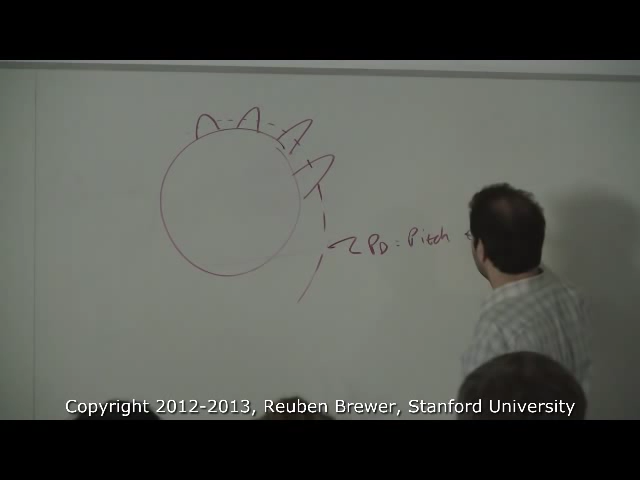 PD = Pitch
Copyright 2012-2013, Reuben Brewer, Stanford University